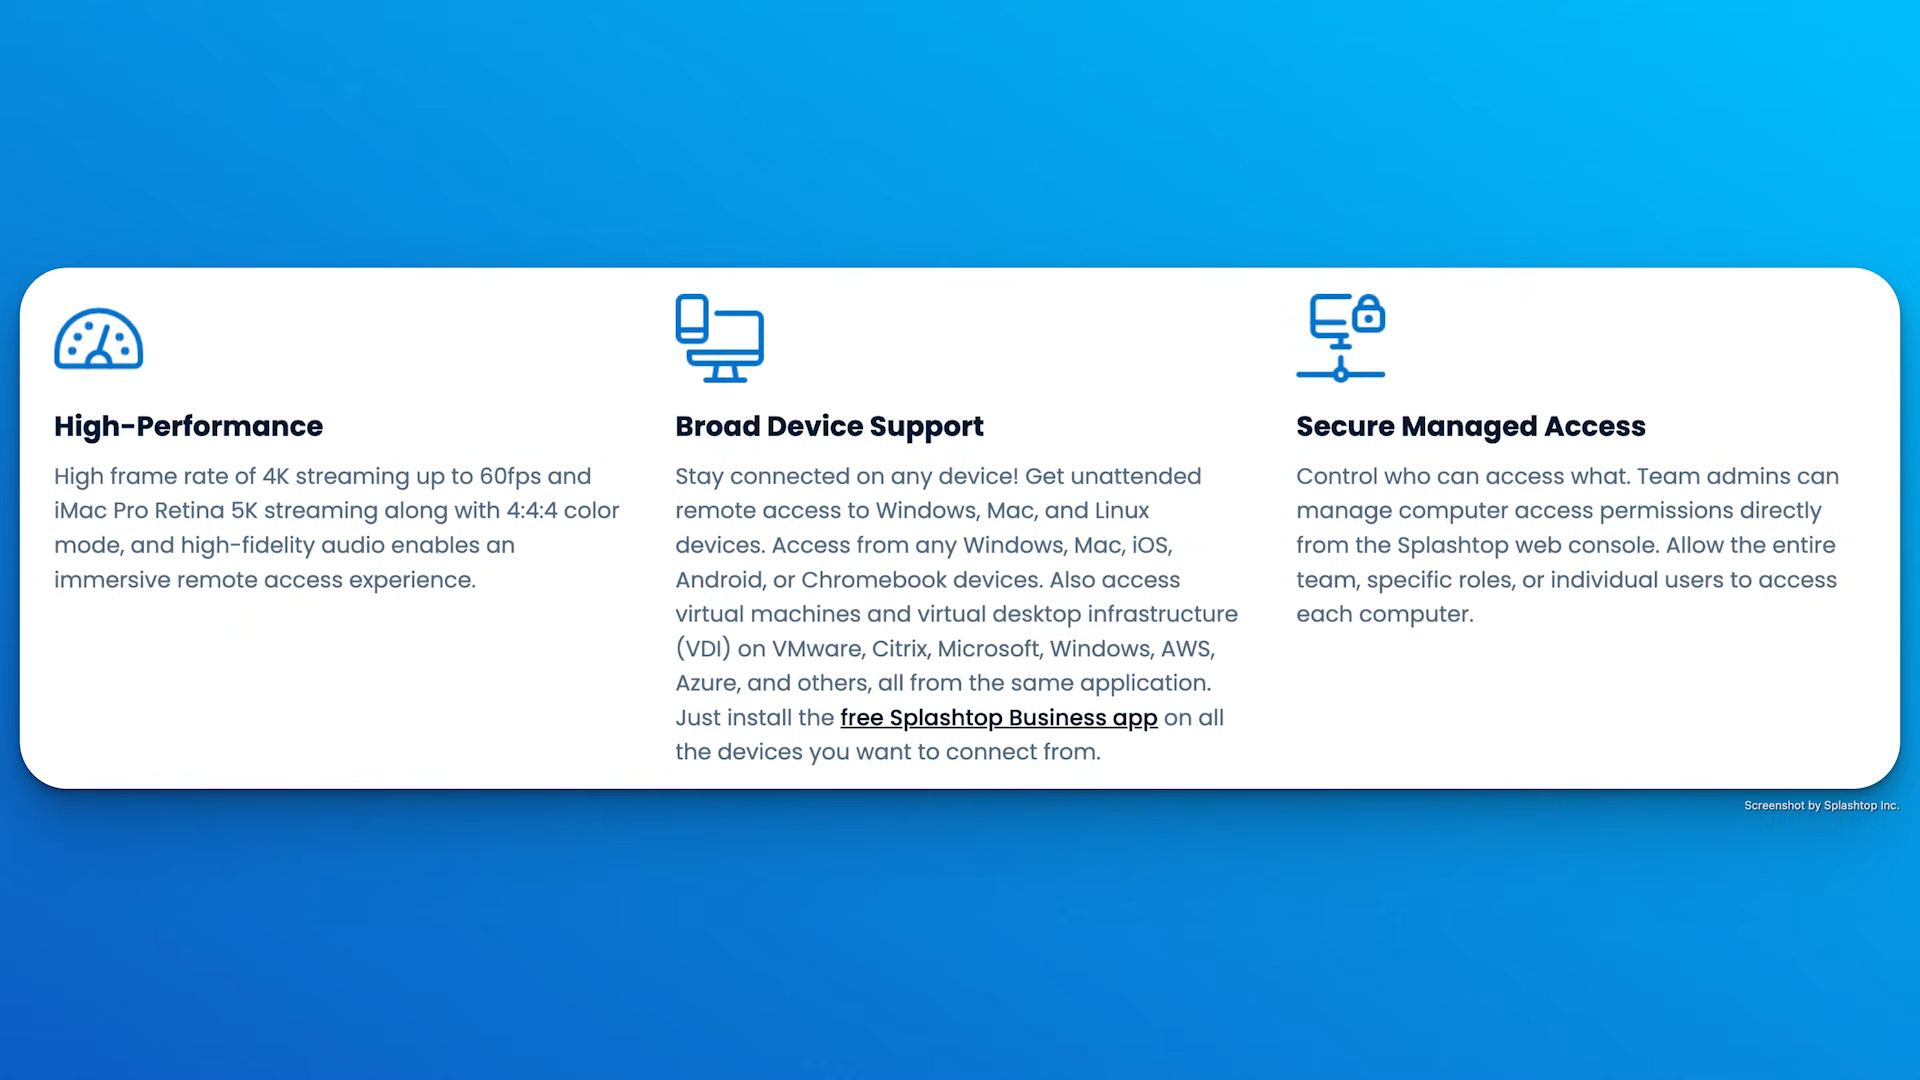 High-Performance
High frame rate of 4K streaming up to 60fps and
iMac Pro Retina 5K streaming along with 4:4:4 color
mode, and high-fidelity audio enables an
immersive remote access experience.
Broad Device Support
Stay connected on any device! Get unattended
remote access to Windows, Mac, and Linux
devices. Access from any Windows, Mac, iOS,
Android, or Chromebook devices. Also access
virtual machines and virtual desktop infrastructure
(VDI) on VMware, Citrix, Microsoft, Windows, AWS,
Azure, and others, all from the same application.
Just install the free Splashtop Business app on all
the devices you want to connect from.
Secure Managed Access
Control who can access what. Team admins can
manage computer access permissions directly
from the Splashtop web console. Allow the entire
team, specific roles, or individual users to access
each computer.
Screenshot by Splashtop Inc.